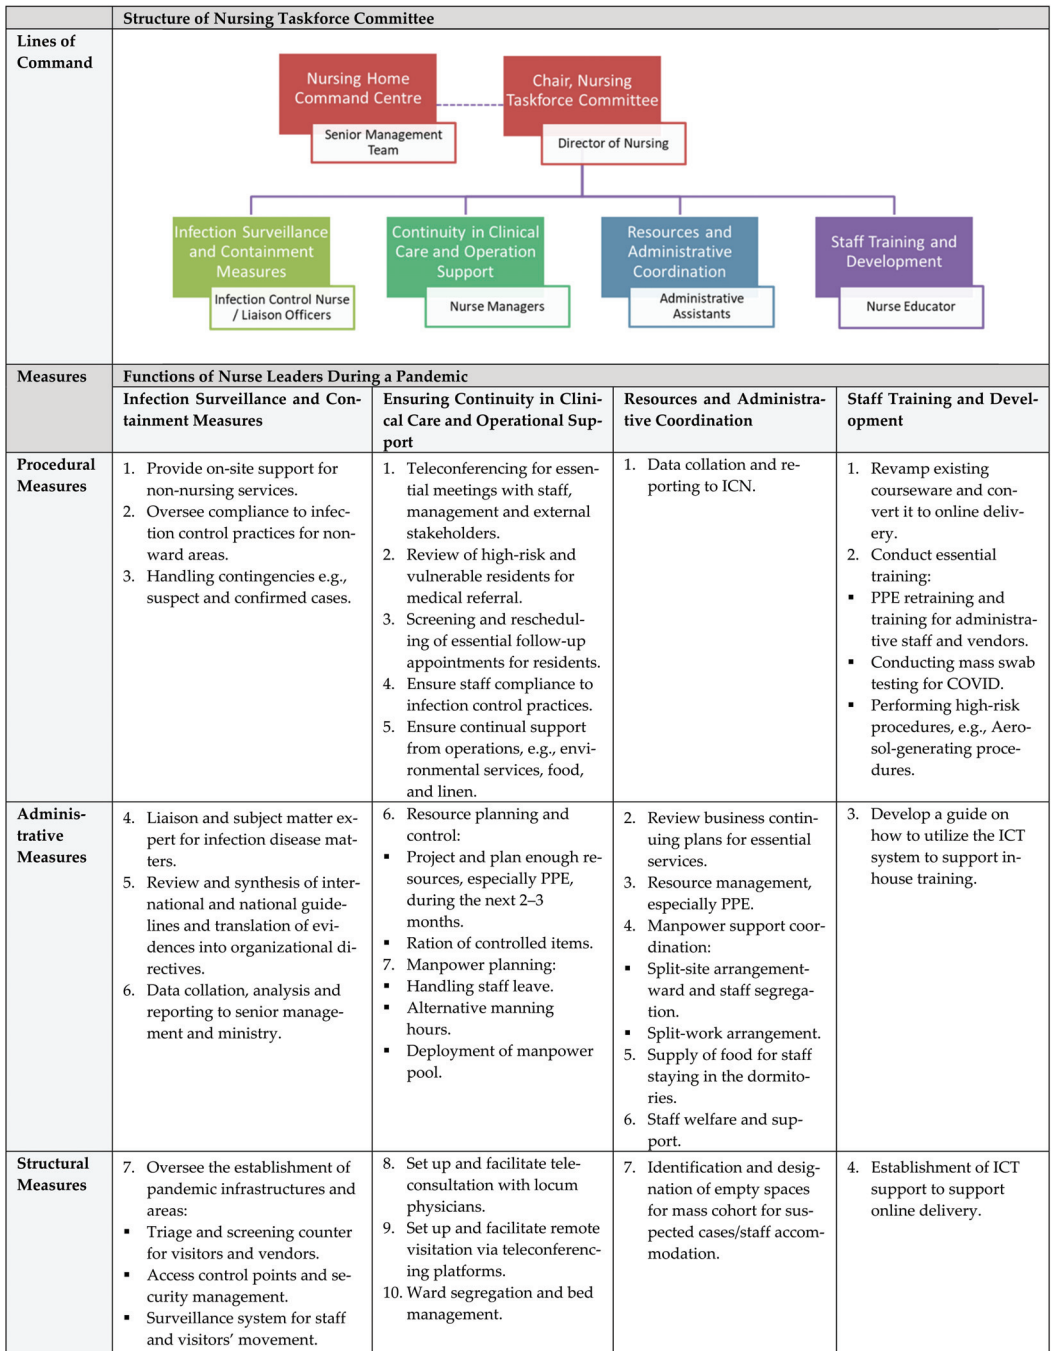 Structure of Nursing Taskforce Committee
Lines of
Command
Nursing Home
Command Centre
Senior Management
Team
Chair, Nursing
Taskforce Committee
Director of Nursing
Infection Surveillance
and Containment
Measures
Infection Control Nurse
/ Liaison Officers
Continuity in Clinical
Care and Operation
Support
Nurse Managers
Resources and
Administrative
Coordination
Administrative
Assistants
Staff Training and
Development
Nurse Educator
Measures
Functions of Nurse Leaders During a Pandemic
Infection Surveillance and Con-
tainment Measures
Ensuring Continuity in Clini-
cal Care and Operational Sup-
port
Resources and Administra-
tive Coordination
Staff Training and Devel-
opment
Procedural
Measures
1. Provide on-site support for
non-nursing services.
2. Oversee compliance to infec-
tion control practices for non-
ward areas.
3. Handling contingencies e.g.,
suspect and confirmed cases.
1. Teleconferencing for essen-
tial meetings with staff,
management and external
stakeholders.
2. Review of high-risk and
vulnerable residents for
medical referral.
3. Screening and reschedul-
ing of essential follow-up
appointments for residents.
4. Ensure staff compliance to
infection control practices.
5. Ensure continual support
from operations, e.g., envi-
ronmental services, food,
and linen.
1. Data collation and re-
porting to ICN.
1. Revamp existing
courseware and con-
vert it to online deliv-
ery.
2. Conduct essential
training:
▪ PPE retraining and
training for administra-
tive staff and vendors.
▪ Conducting mass swab
testing for COVID.
▪ Performing high-risk
procedures, e.g., Aero-
sol-generating proce-
dures.
Adminis-
trative
Measures
4. Liaison and subject matter ex-
pert for infection disease mat-
ters.
5. Review and synthesis of inter-
national and national guide-
lines and translation of evi-
dences into organizational di-
rectives.
6. Data collation, analysis and
reporting to senior manage-
ment and ministry.
6. Resource planning and
control:
▪ Project and plan enough re-
sources, especially PPE,
during the next 2–3
months.
▪ Ration of controlled items.
7. Manpower planning:
▪ Handling staff leave.
▪ Alternative manning
hours.
▪ Deployment of manpower
pool.
2. Review business contin-
uing plans for essential
services.
3. Resource management,
especially PPE.
4. Manpower support coor-
dination:
▪ Split-site arrangement-
ward and staff segrega-
tion.
▪ Split-work arrangement.
5. Supply of food for staff
staying in the dormito-
ries.
6. Staff welfare and sup-
port.
3. Develop a guide on
how to utilize the ICT
system to support in-
house training.
Structural
Measures
7. Oversee the establishment of
pandemic infrastructures and
areas:
▪ Triage and screening counter
for visitors and vendors.
▪ Access control points and se-
curity management.
▪ Surveillance system for staff
and visitors' movement.
8. Set up and facilitate tele-
consultation with locum
physicians.
9. Set up and facilitate remote
visitation via teleconferenc-
ing platforms.
10. Ward segregation and bed
management.
7. Identification and desig-
nation of empty spaces
for mass cohort for sus-
pected cases/staff accom-
modation.
4. Establishment of ICT
support to support
online delivery.